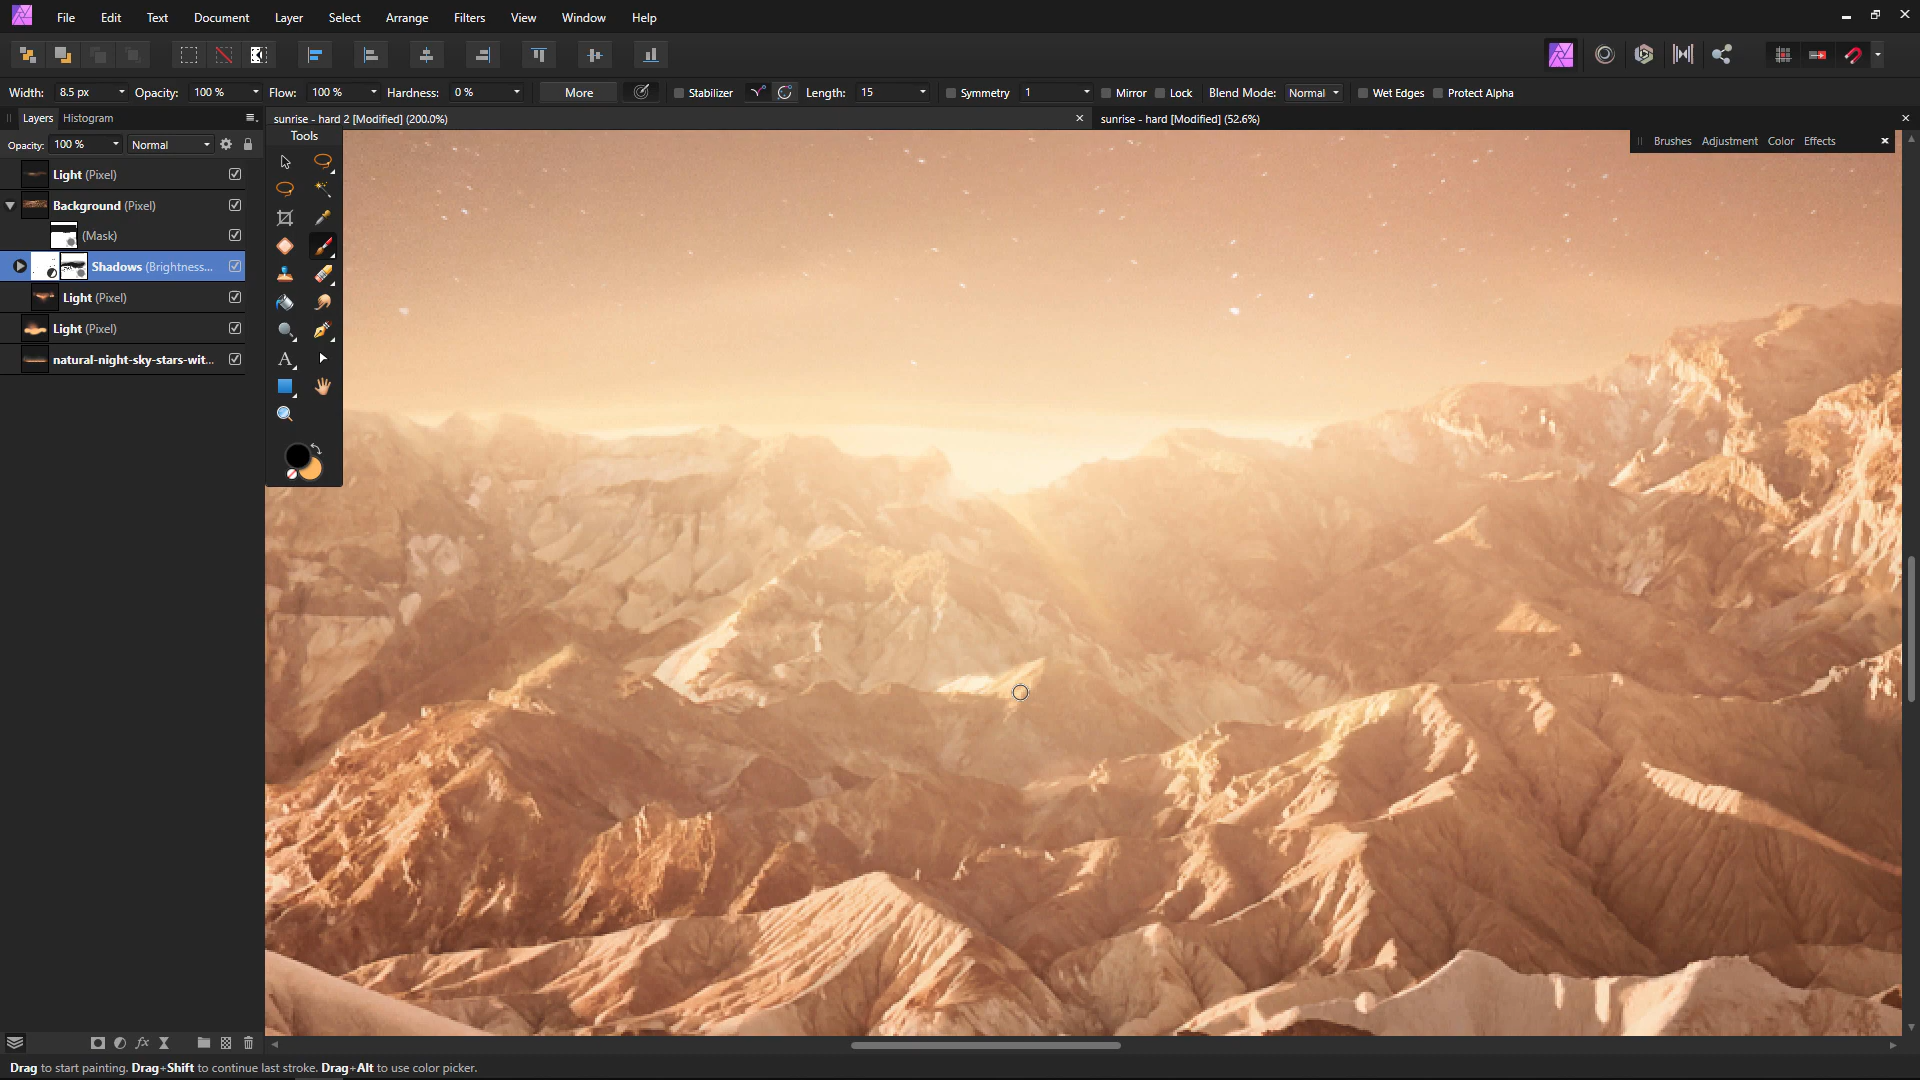 File Edit Text Document Layer Select Arrange Filters View Window Help
Width: 8.5 px Opacity: 100 % Flow: 100 % Hardness: 0 % More Stabilizer Length: 15 Symmetry 1 Mirror Lock Blend Mode: Normal Wet Edges Protect Alpha
Layers Histogram
sunrise - hard 2 [Modified] (200.0%)
sunrise - hard [Modified] (52.6%)
Tools
Brushes Adjustment Color Effects
Opacity: 100 % Normal
Light (Pixel)
Background (Pixel)
(Mask)
Shadows (Brightness...
Light (Pixel)
Light (Pixel)
natural-night-sky-stars-wit...
A
fx
Drag to start painting. Drag+Shift to continue last stroke. Drag+Alt to use color picker.